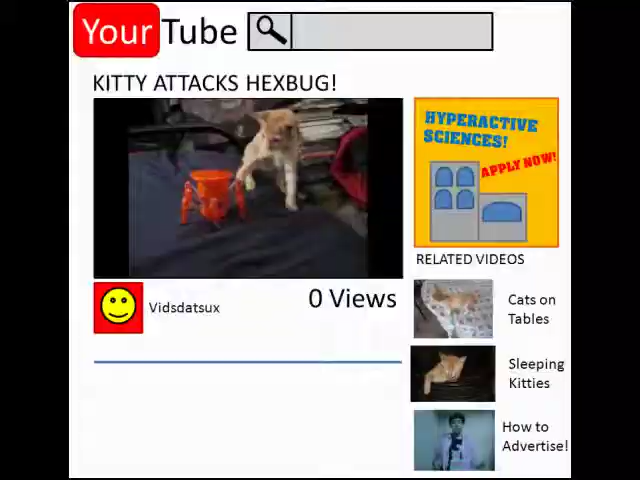 Your Tube
KITTY ATTACKS HEXBUG!
HYPERACTIVE
SCIENCES!
APPLY NOW!
RELATED VIDEOS
Vidsdatsux
0 Views
Cats on
Tables
Sleeping
Kitties
How to
Advertise!